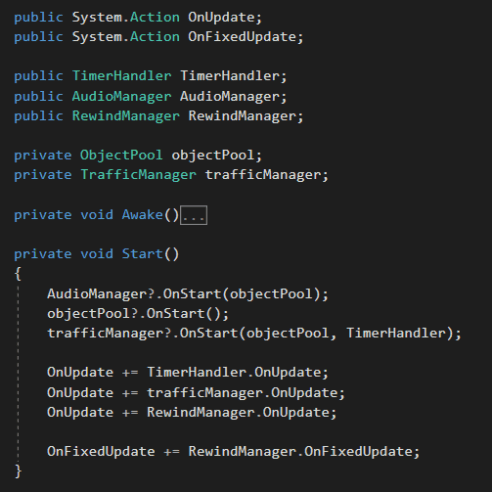 public System.Action OnUpdate;
public System.Action OnFixedUpdate;
public TimerHandler TimerHandler;
public AudioManager AudioManager;
public RewindManager RewindManager;
private ObjectPool objectPool;
private TrafficManager trafficManager;
private void Awake()...
private void Start()
{
AudioManager?.OnStart(objectPool);
objectPool?.OnStart();
trafficManager?.OnStart(objectPool, TimerHandler);
OnUpdate += TimerHandler.OnUpdate;
OnUpdate += trafficManager.OnUpdate;
OnUpdate += RewindManager.OnUpdate;
OnFixedUpdate += RewindManager.OnFixedUpdate;
}